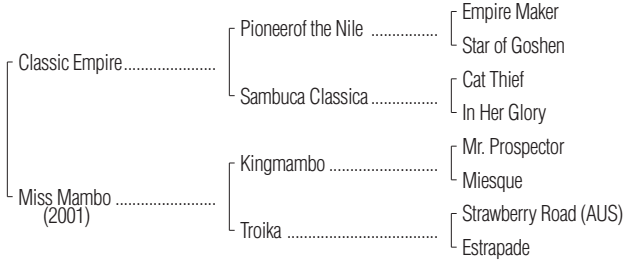 Empire Maker
Pioneerof the Nile ................
Star of Goshen
Classic Empire......................
Cat Thief
Sambuca Classica................
In Her Glory
Mr. Prospector
Kingmambo ..........................
Miesque
Miss Mambo ........................
(2001)
Strawberry Road (AUS)
Troika ....................................
Estrapade